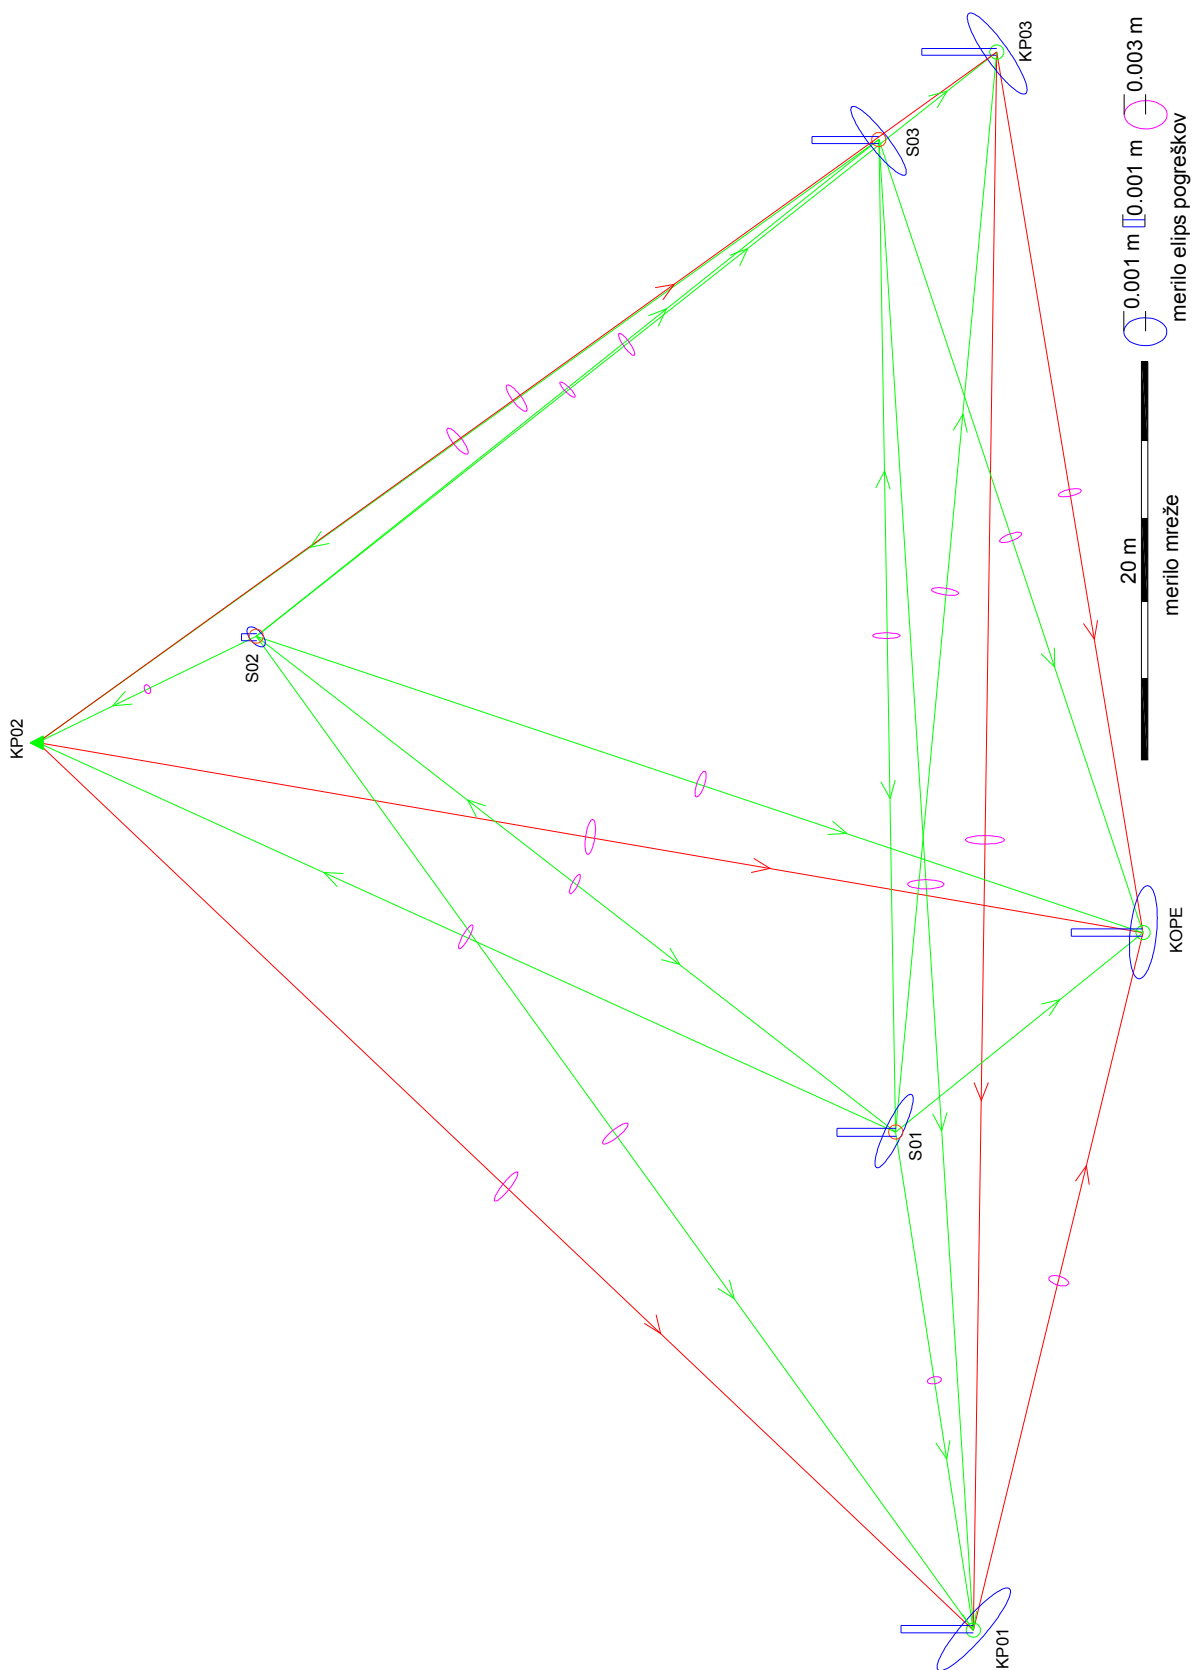 KP02
S02
KP03
S03
S01
KOPE
KP01
20 m
merilo mreže
0.001 m
0.001 m
0.003 m
merilo elips pogreškov